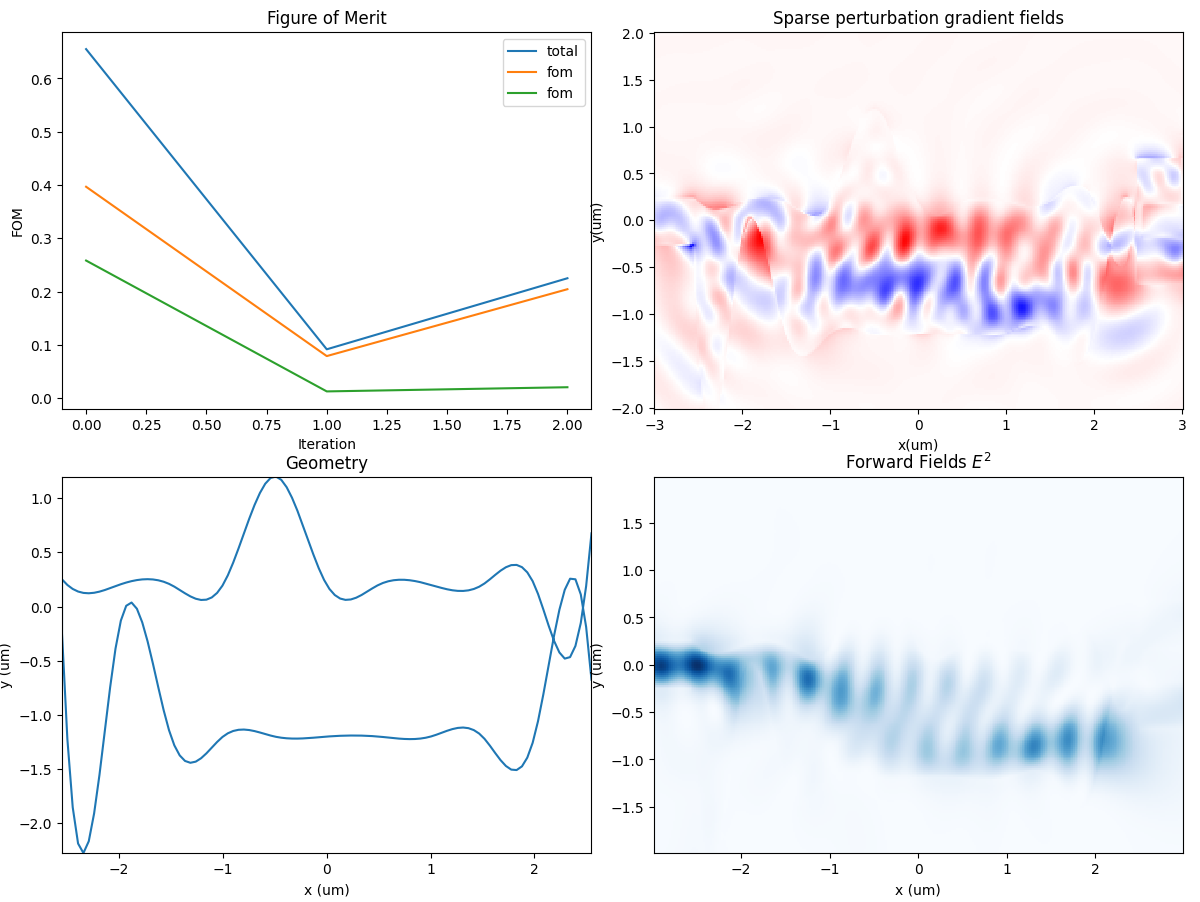 Figure of Merit
FOM
0.6
0.5
0.4
0.3
0.2
0.1
0.0
total
fom
fom
0.00 0.25 0.50 0.75 1.00 1.25 1.50 1.75 2.00
Iteration
Sparse perturbation gradient fields
y(um)
2.0
1.5
1.0
0.5
0.0
−0.5
−1.0
−1.5
−2.0
−3 −2 −1 0 1 2 3
x(um)
Geometry
y (um)
1.0
0.5
0.0
−0.5
−1.0
−1.5
−2.0
−2 −1 0 1 2
x (um)
Forward Fields E²
y (um)
1.5
1.0
0.5
0.0
−0.5
−1.0
−1.5
−2 −1 0 1 2
x (um)